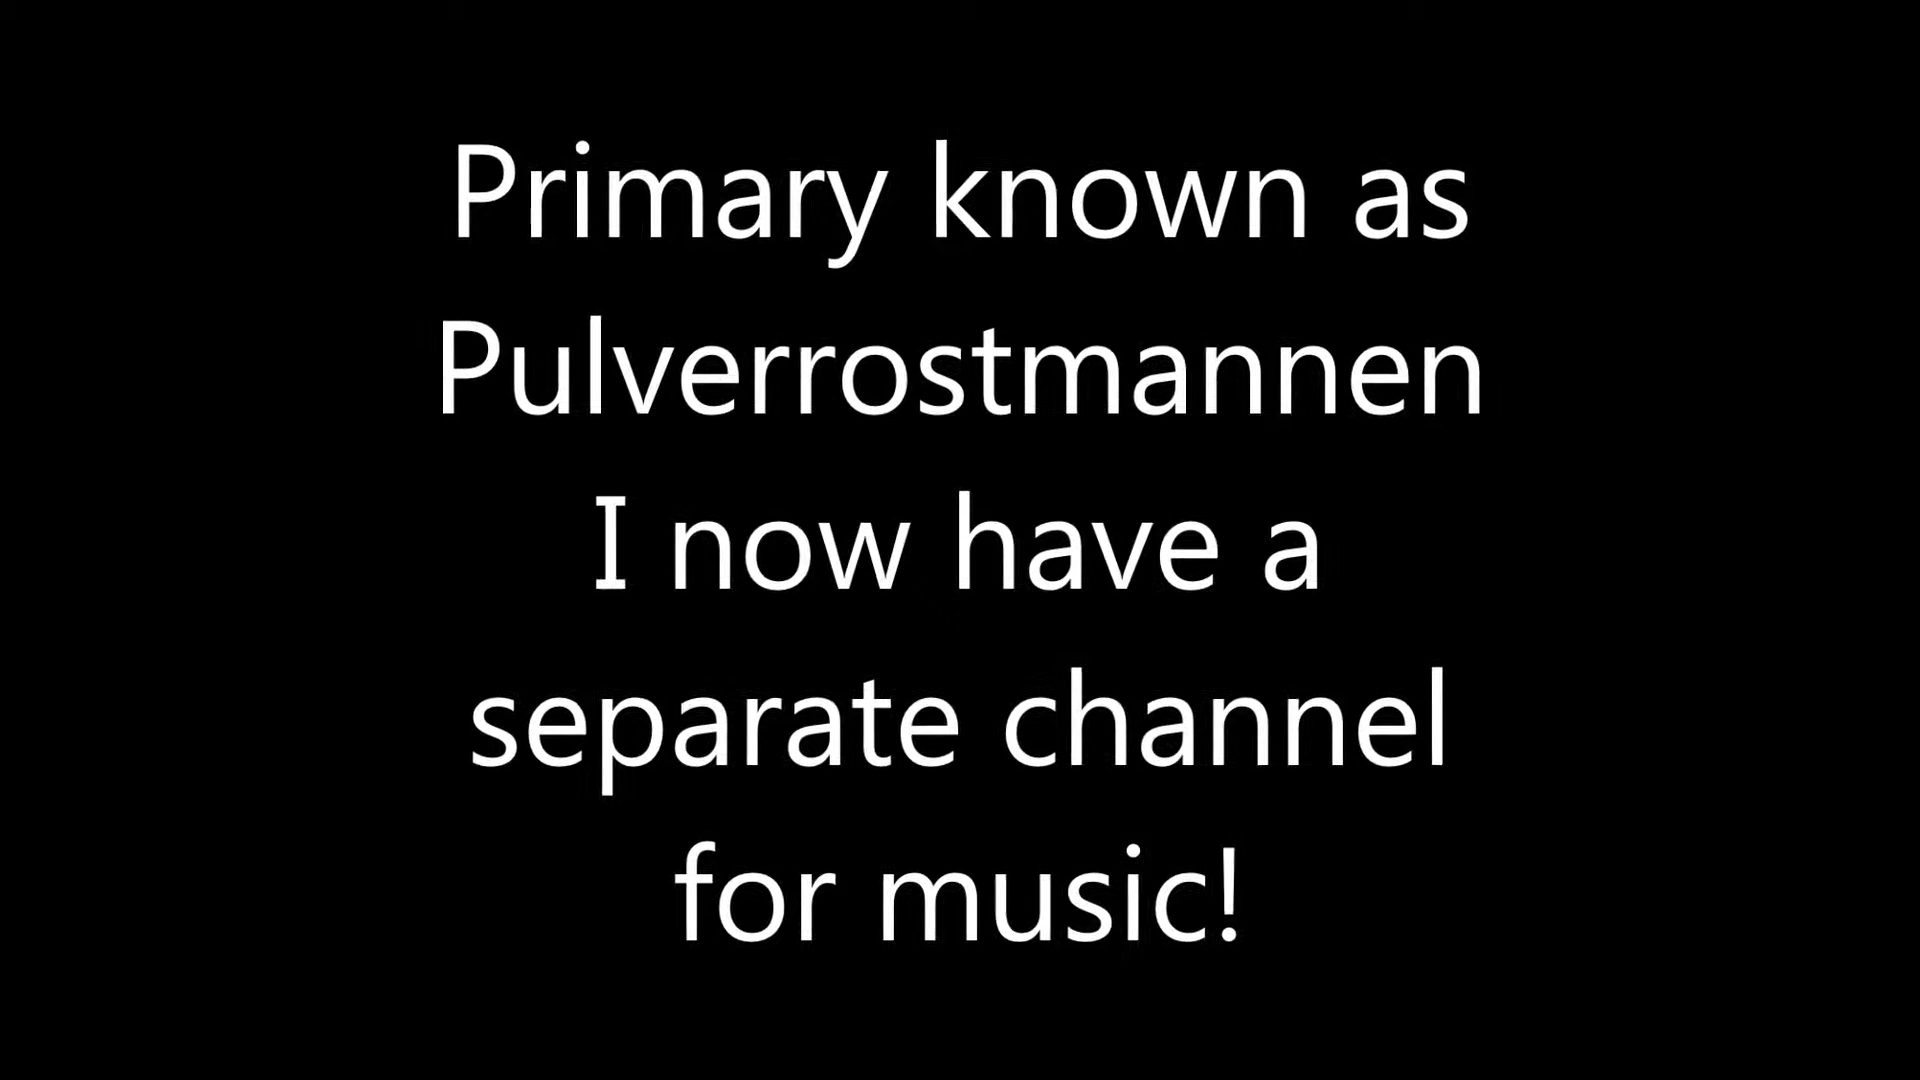 Primary known as
Pulverrostmannen
I now have a
separate channel
for music!